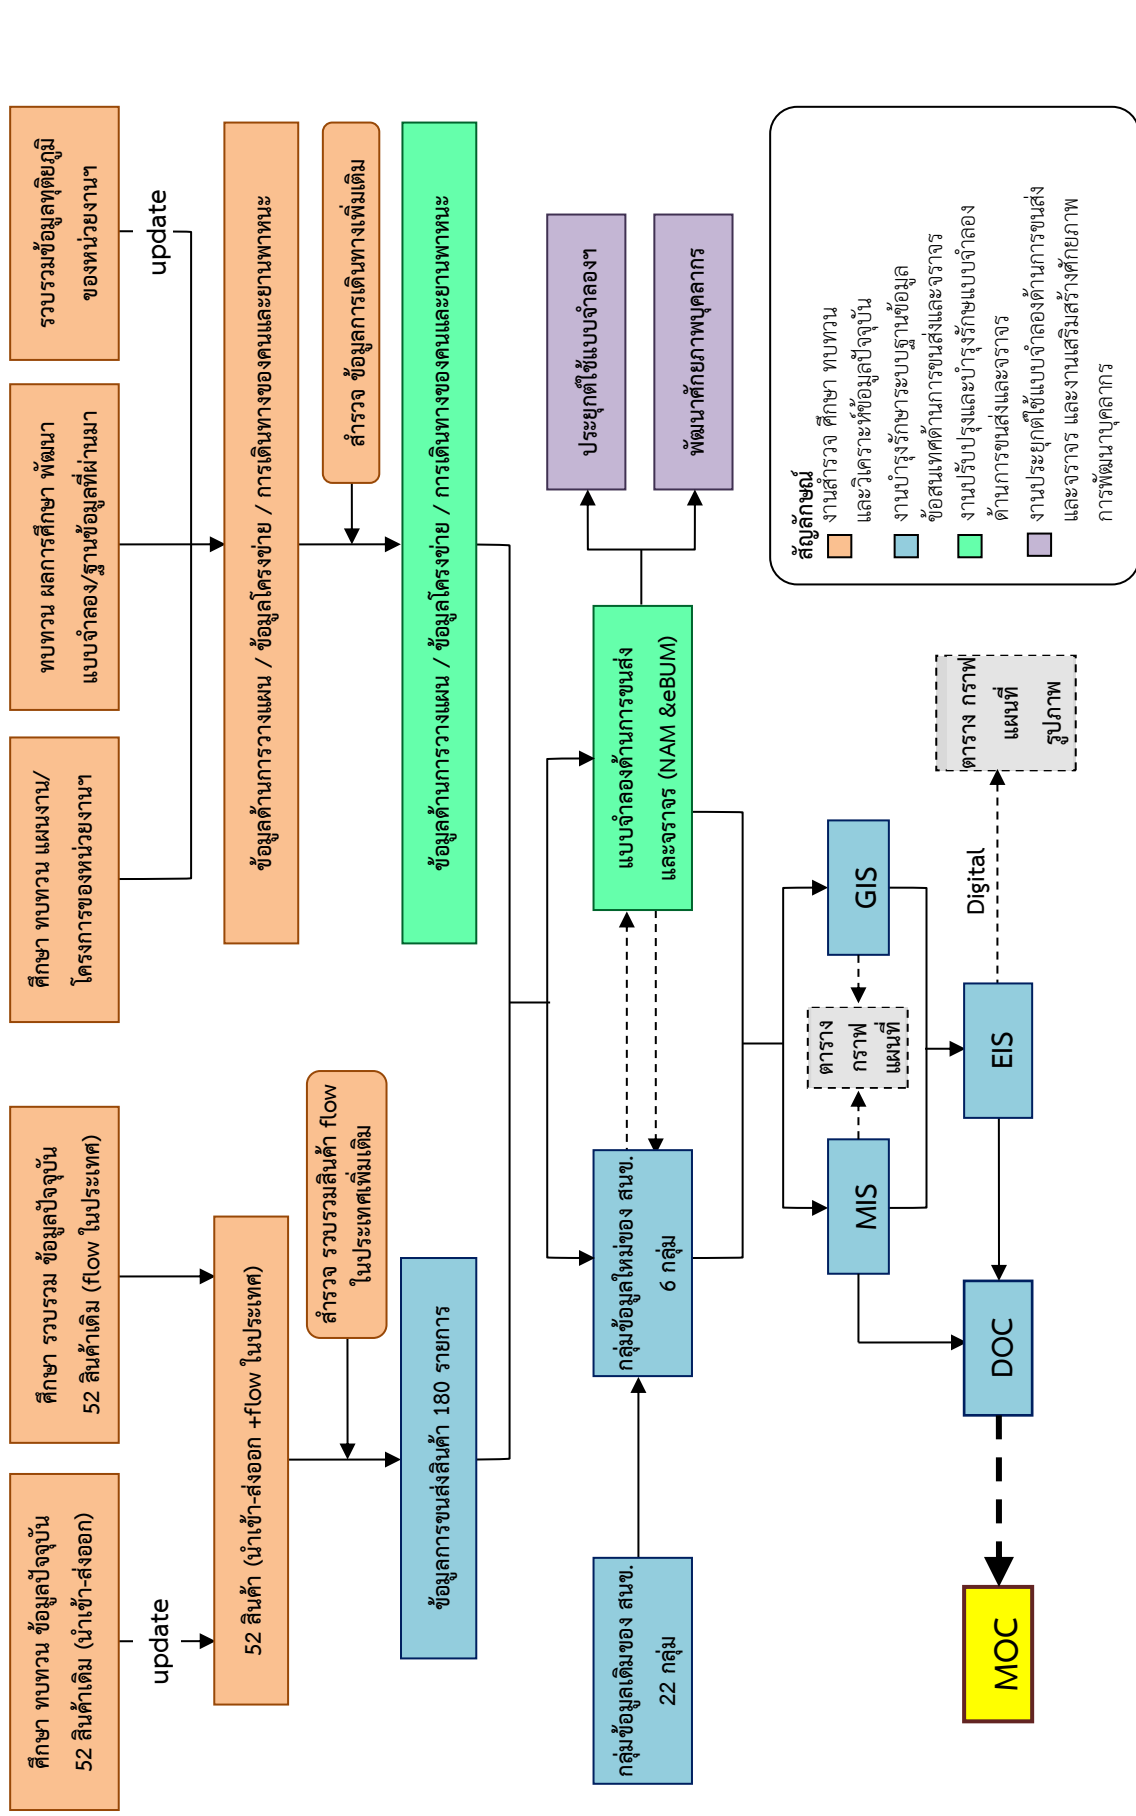 ศึกษา ทบทวน ข้อมูลปัจจุบัน
52 สินค้าเดิม (นำเข้า-ส่งออก)
ศึกษา รวบรวม ข้อมูลปัจจุบัน
52 สินค้าเดิม (flow ในประเทศ)
ศึกษา ทบทวน แผนงาน/
โครงการของหน่วยงานฯ
ทบทวน ผลการศึกษา พัฒนา
แบบจำลอง/ฐานข้อมูลที่ผ่านมา
รวบรวมข้อมูลทุติยภูมิ
ของหน่วยงานฯ
update
update
52 สินค้า (นำเข้า-ส่งออก +flow ในประเทศ)
ข้อมูลด้านการวางแผน / ข้อมูลโครงข่าย / การเดินทางของคนและยานพาหนะ
สำรวจ รวบรวมสินค้า flow
ในประเทศเพิ่มเติม
สำรวจ ข้อมูลการเดินทางเพิ่มเติม
ข้อมูลการขนส่งสินค้า 180 รายการ
ข้อมูลด้านการวางแผน / ข้อมูลโครงข่าย / การเดินทางของคนและยานพาหนะ
กลุ่มข้อมูลเดิมของ สนข.
22 กลุ่ม
กลุ่มข้อมูลใหม่ของ สนข.
6 กลุ่ม
แบบจำลองด้านการขนส่ง
และจราจร (NAM &eBUM)
ประยุกต์ใช้แบบจำลองฯ
พัฒนาศักยภาพบุคลากร
MIS
ตาราง
กราฟ
แผนที่
GIS
MOC
DOC
EIS
Digital
ตาราง กราฟ
แผนที่
รูปภาพ
สัญลักษณ์
งานสำรวจ ศึกษา ทบทวน
และวิเคราะห์ข้อมูลปัจจุบัน
งานบำรุงรักษาระบบฐานข้อมูล
ข้อสนเทศด้านการขนส่งและจราจร
งานปรับปรุงและบำรุงรักษแบบจำลอง
ด้านการขนส่งและจราจร
งานประยุกต์ใช้แบบจำลองด้านการขนส่ง
และจราจร และงานเสริมสร้างศักยภาพ
การพัฒนาบุคลากร